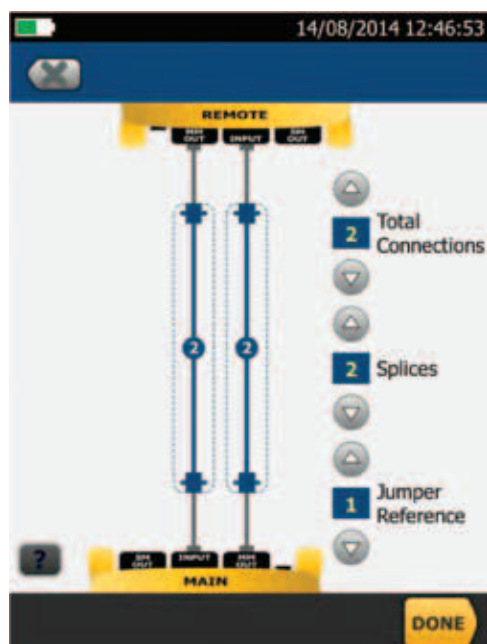 14/08/2014 12:46:53
REMOTE
MM OUT INPUT SM OUT
2 Total Connections
2 2
2 Splices
1 Jumper Reference
?
SM OUT INPUT MM OUT
MAIN
DONE